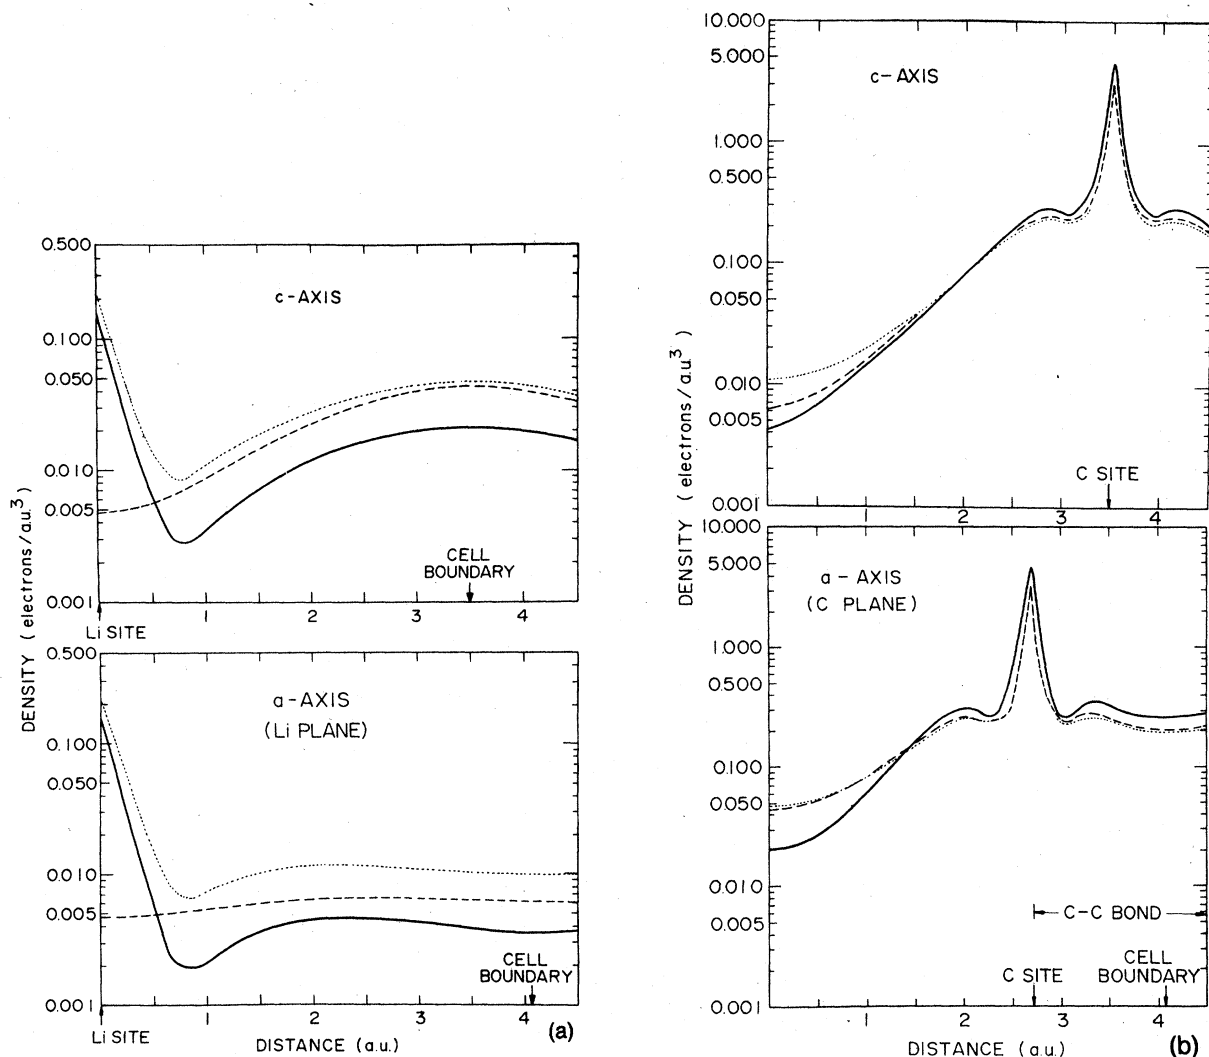 0.500
0.100
0.050
0.010
0.005
0.001
c-AXIS
CELL
BOUNDARY
1
2
3
4
Li SITE
DENSITY (electrons/a.u.³)
0.500
0.100
0.050
0.010
0.005
0.001
a-AXIS
(Li PLANE)
CELL
BOUNDARY
1
2
3
4
Li SITE
DISTANCE (a.u.)
(a)
10.000
5.000
1.000
0.500
0.100
0.050
0.010
0.005
0.001
c-AXIS
C SITE
1
2
3
4
DENSITY (electrons/a.u.³)
10.000
5.000
1.000
0.500
0.100
0.050
0.010
0.005
0.001
a-AXIS
(C PLANE)
C-C BOND
C SITE
CELL
BOUNDARY
1
2
3
4
DISTANCE (a.u.)
(b)